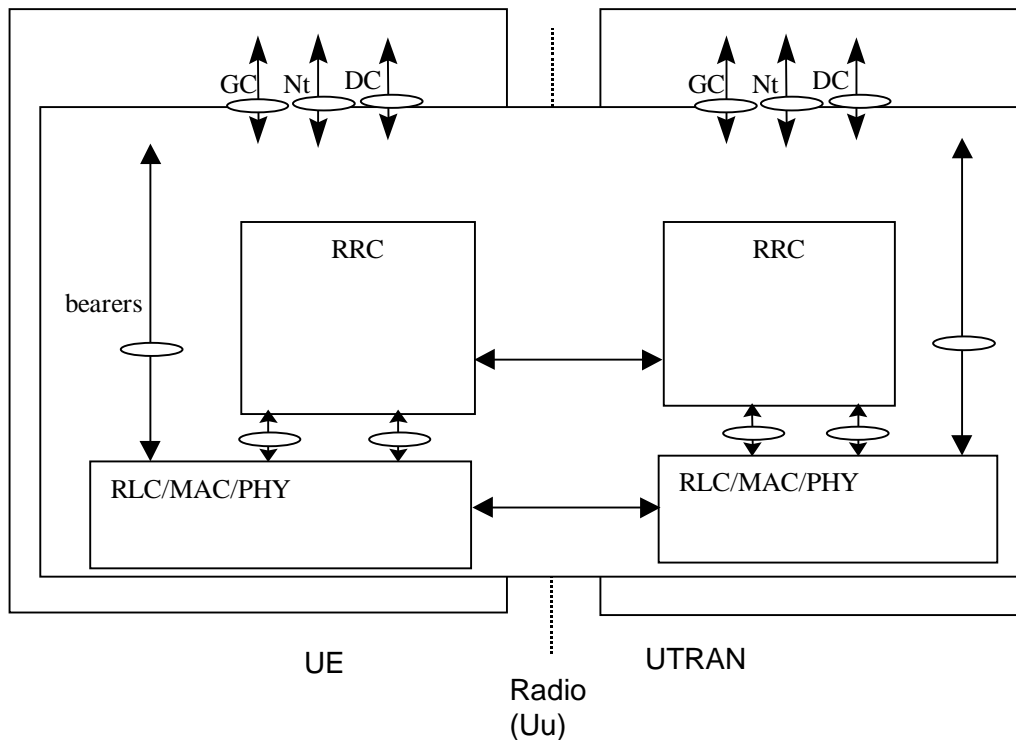 GC Nt DC GC Nt DC
RRC RRC
bearers
RLC/MAC/PHY RLC/MAC/PHY
UE UTRAN
Radio
(Uu)